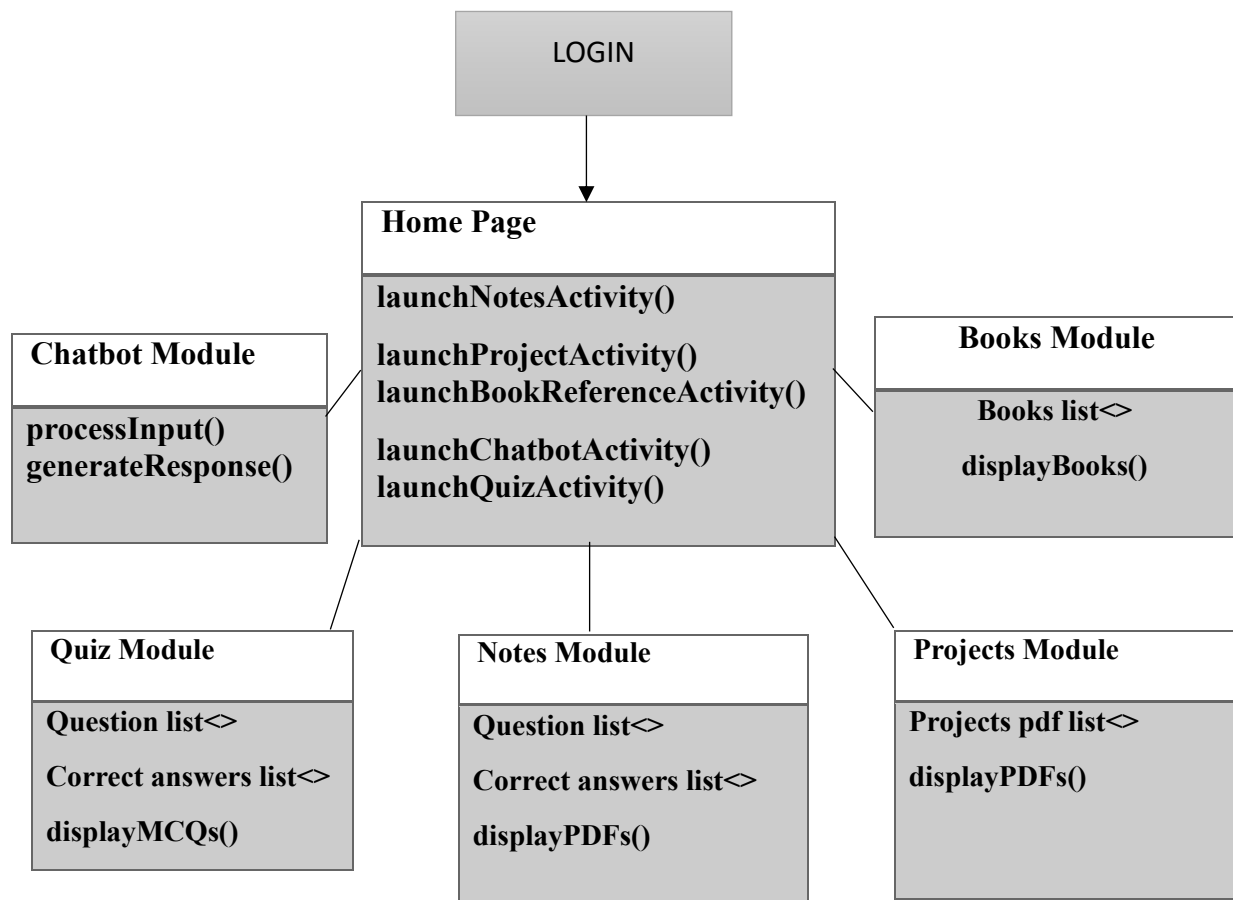 LOGIN
Home Page
launchNotesActivity()
launchProjectActivity()
launchBookReferenceActivity()
launchChatbotActivity()
launchQuizActivity()
Chatbot Module
processInput()
generateResponse()
Books Module
Books list<>
displayBooks()
Quiz Module
Question list<>
Correct answers list<>
displayMCQs()
Notes Module
Question list<>
Correct answers list<>
displayPDFs()
Projects Module
Projects pdf list<>
displayPDFs()